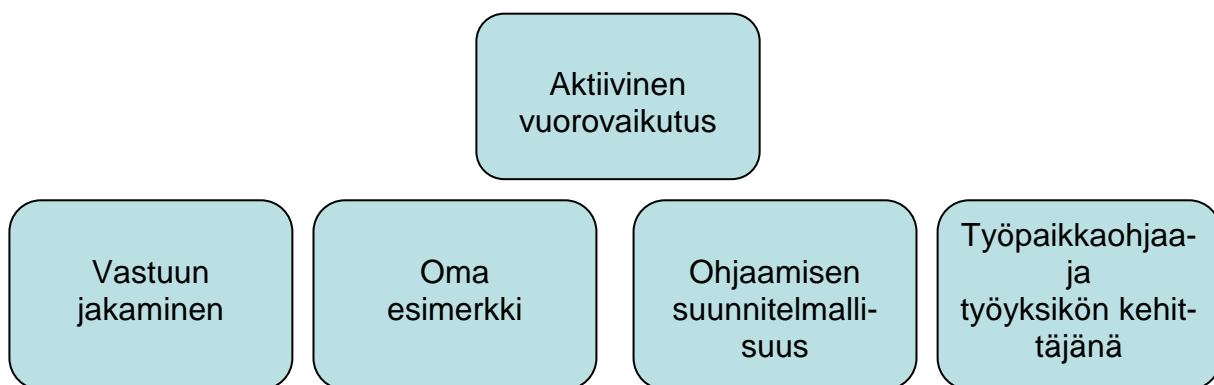 Aktiivinen
vuorovaikutus
Vastuun
jakaminen
Oma
esimerkki
Ohjaamisen
suunnitelmalli-
suus
Työpaikkaohjaa-
ja
työyksikön kehit-
täjänä